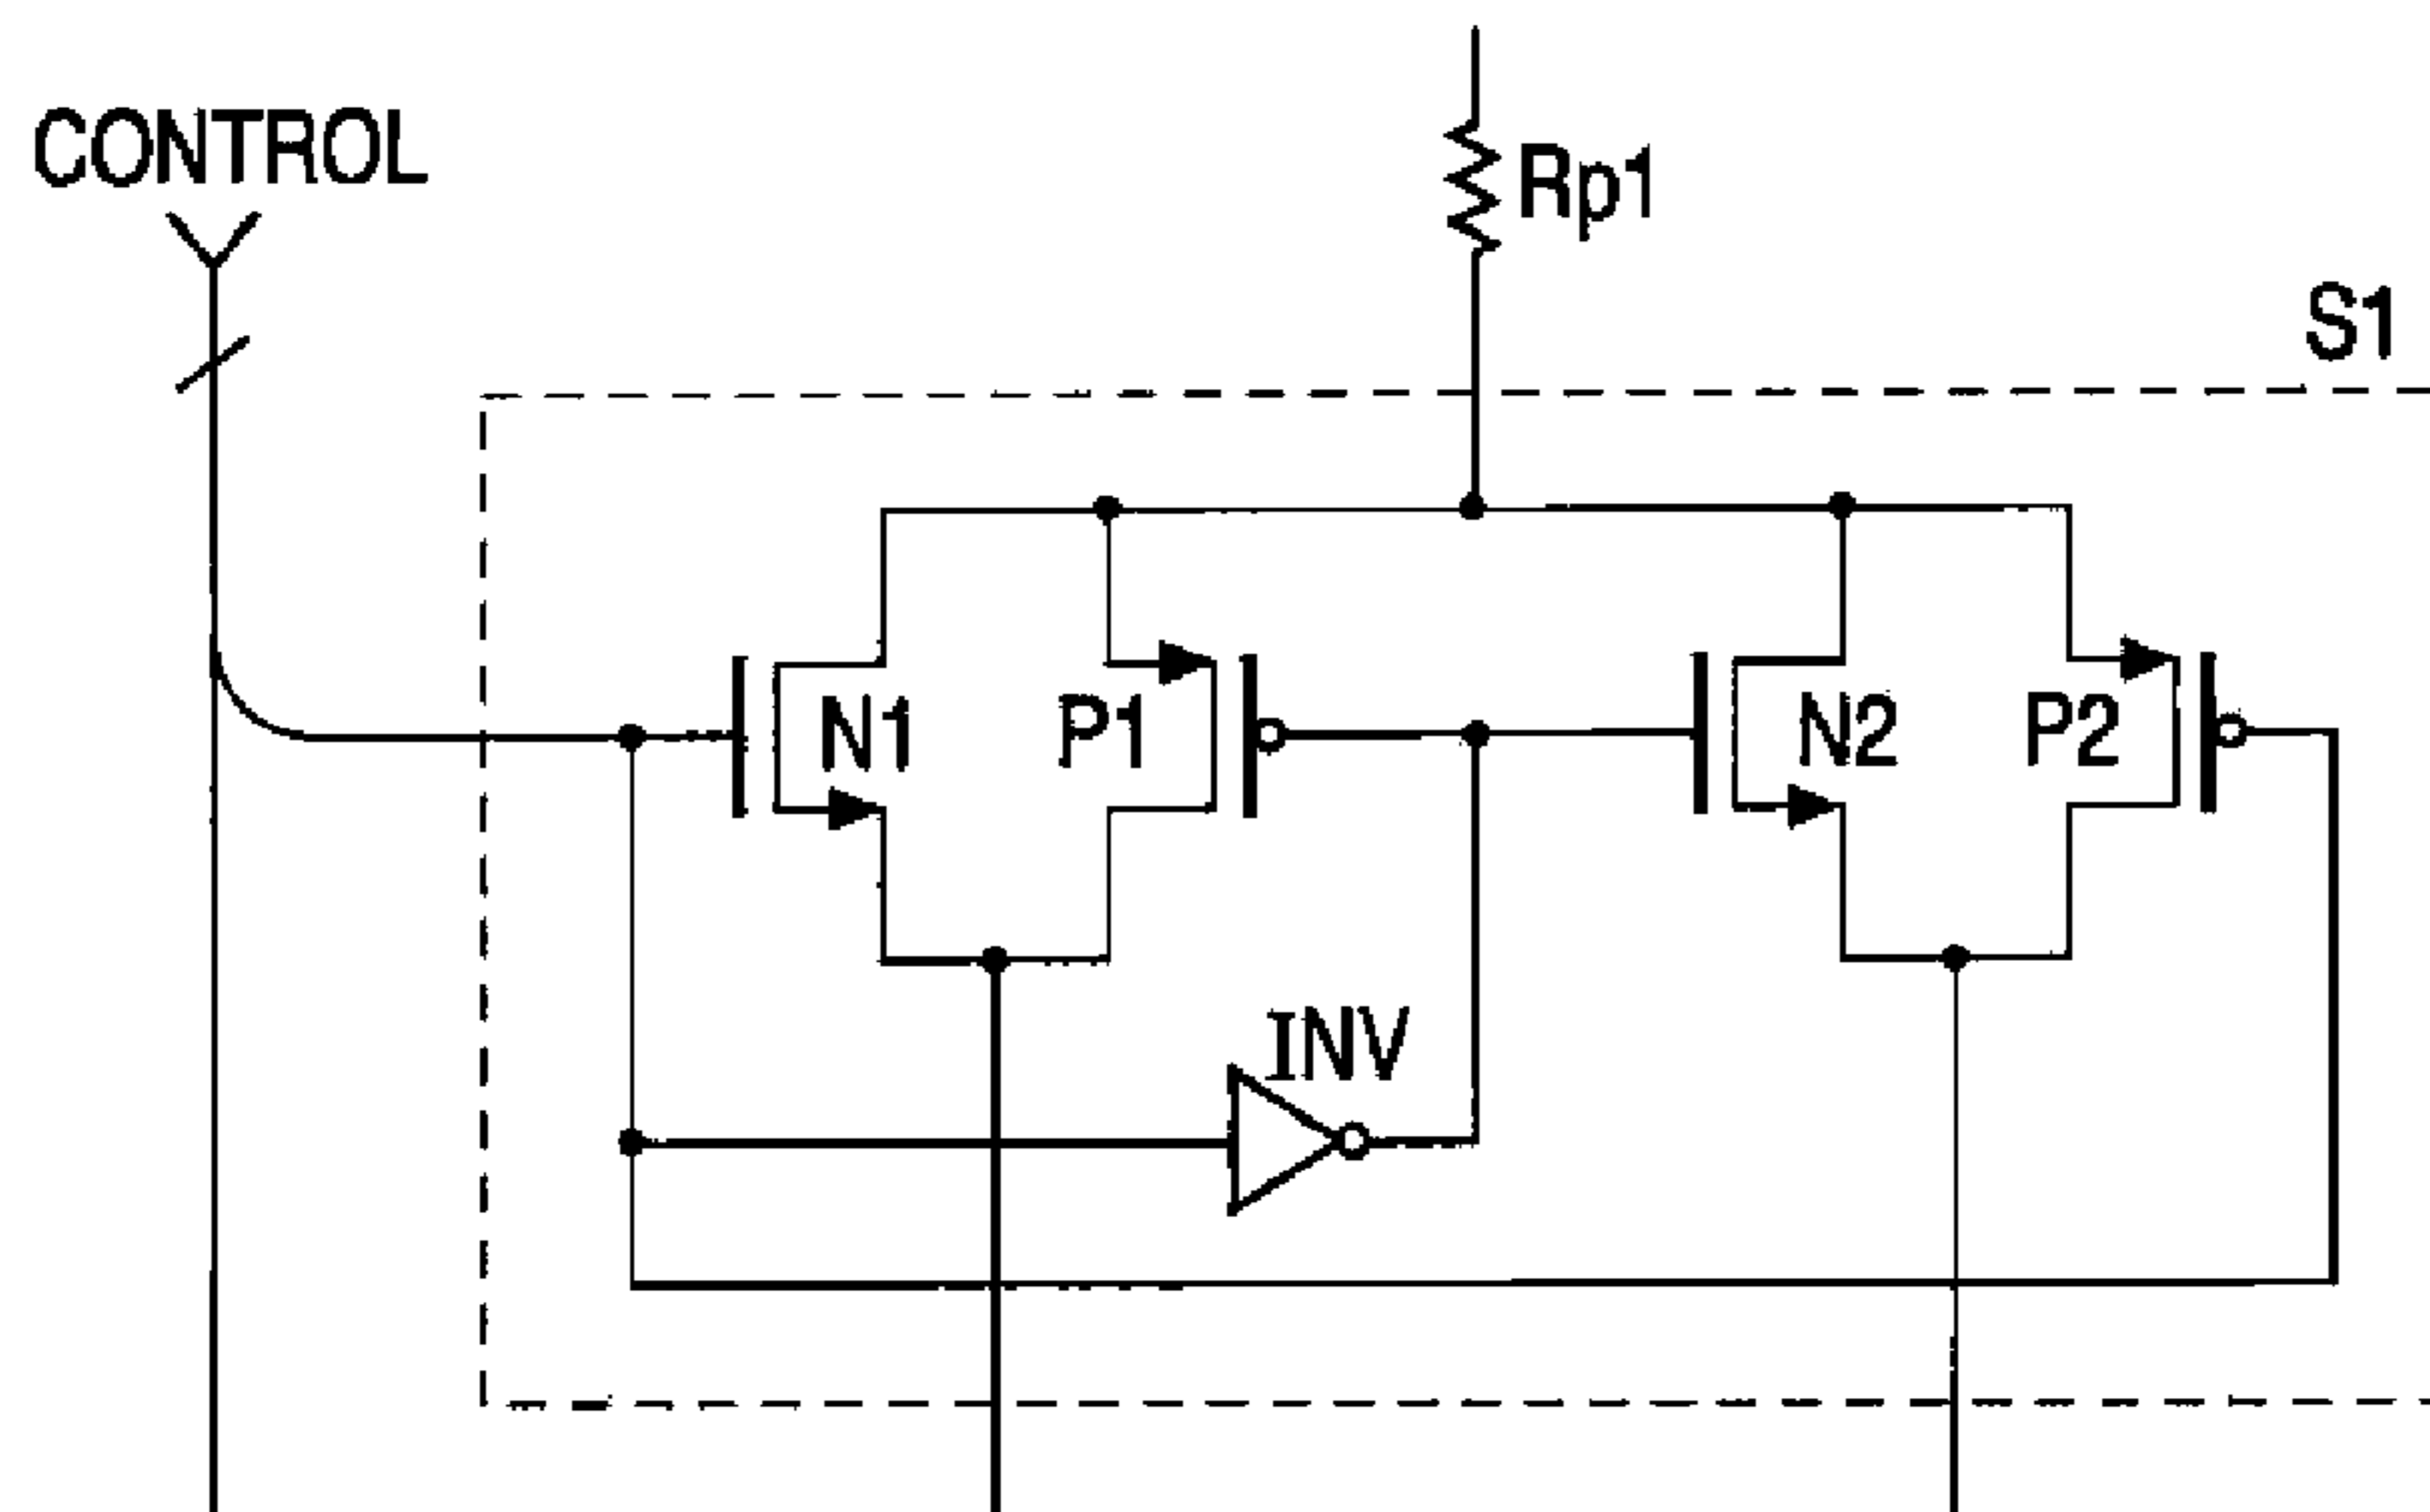 CONTROL
Rp1
S1
N1
P1
N2
P2
INV